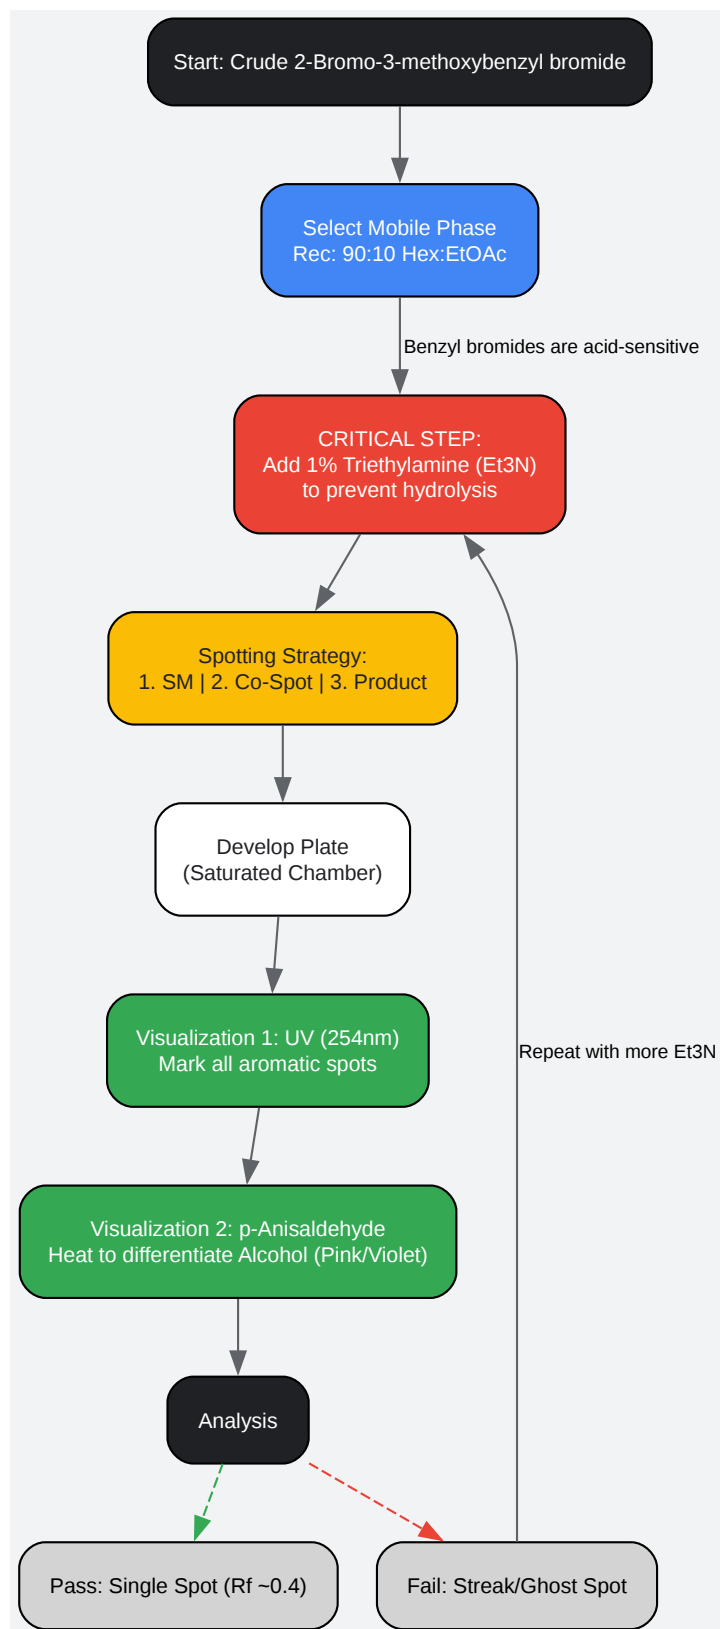 Start: Crude 2-Bromo-3-methoxybenzyl bromide
Select Mobile Phase
Rec: 90:10 Hex:EtOAc
Benzyl bromides are acid-sensitive
CRITICAL STEP:
Add 1% Triethylamine (Et3N)
to prevent hydrolysis
Spotting Strategy:
1. SM | 2. Co-Spot | 3. Product
Develop Plate
(Saturated Chamber)
Visualization 1: UV (254nm)
Mark all aromatic spots
Repeat with more Et3N
Visualization 2: p-Anisaldehyde
Heat to differentiate Alcohol (Pink/Violet)
Analysis
Pass: Single Spot (Rf ~0.4)
Fail: Streak/Ghost Spot